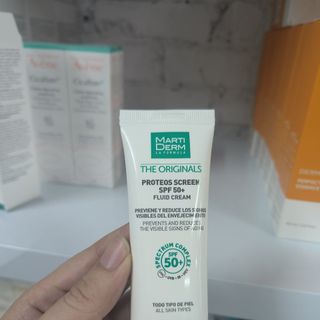 Avène
Cicalfate
MARTI
DERM
LA FORMULA
THE ORIGINALS
PROTEOS SCREEN
SPF 50+
FLUID CREAM
PREVIENE Y REDUCE LOS SIGNOS
VISIBLES DEL ENVEJECIMIENTO
PREVENTS AND REDUCES
THE VISIBLE SIGNS OF AGING
SPECTRUM COMPLEX
SPF
50+
TODO TIPO DE PIEL
ALL SKIN TYPES